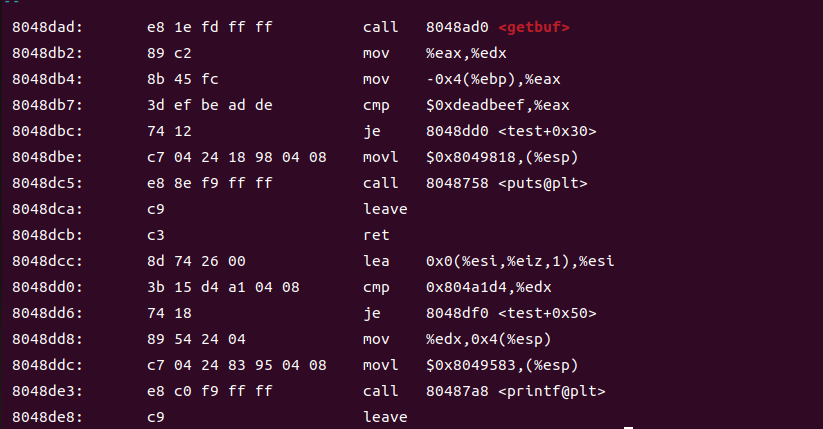 --
8048dad: e8 1e fd ff ff call 8048ad0 <getbuf>
8048db2: 89 c2 mov %eax,%edx
8048db4: 8b 45 fc mov -0x4(%ebp),%eax
8048db7: 3d ef be ad de cmp $0xdeadbeef,%eax
8048dbc: 74 12 je 8048dd0 <test+0x30>
8048dbe: c7 04 24 18 98 04 08 movl $0x8049818,(%esp)
8048dc5: e8 8e f9 ff ff call 8048758 <puts@plt>
8048dca: c9 leave
8048dcb: c3 ret
8048dcc: 8d 74 26 00 lea 0x0(%esi,%eiz,1),%esi
8048dd0: 3b 15 d4 a1 04 08 cmp 0x804a1d4,%edx
8048dd6: 74 18 je 8048df0 <test+0x50>
8048dd8: 89 54 24 04 mov %edx,0x4(%esp)
8048ddc: c7 04 24 83 95 04 08 movl $0x8049583,(%esp)
8048de3: e8 c0 f9 ff ff call 80487a8 <printf@plt>
8048de8: c9 leave